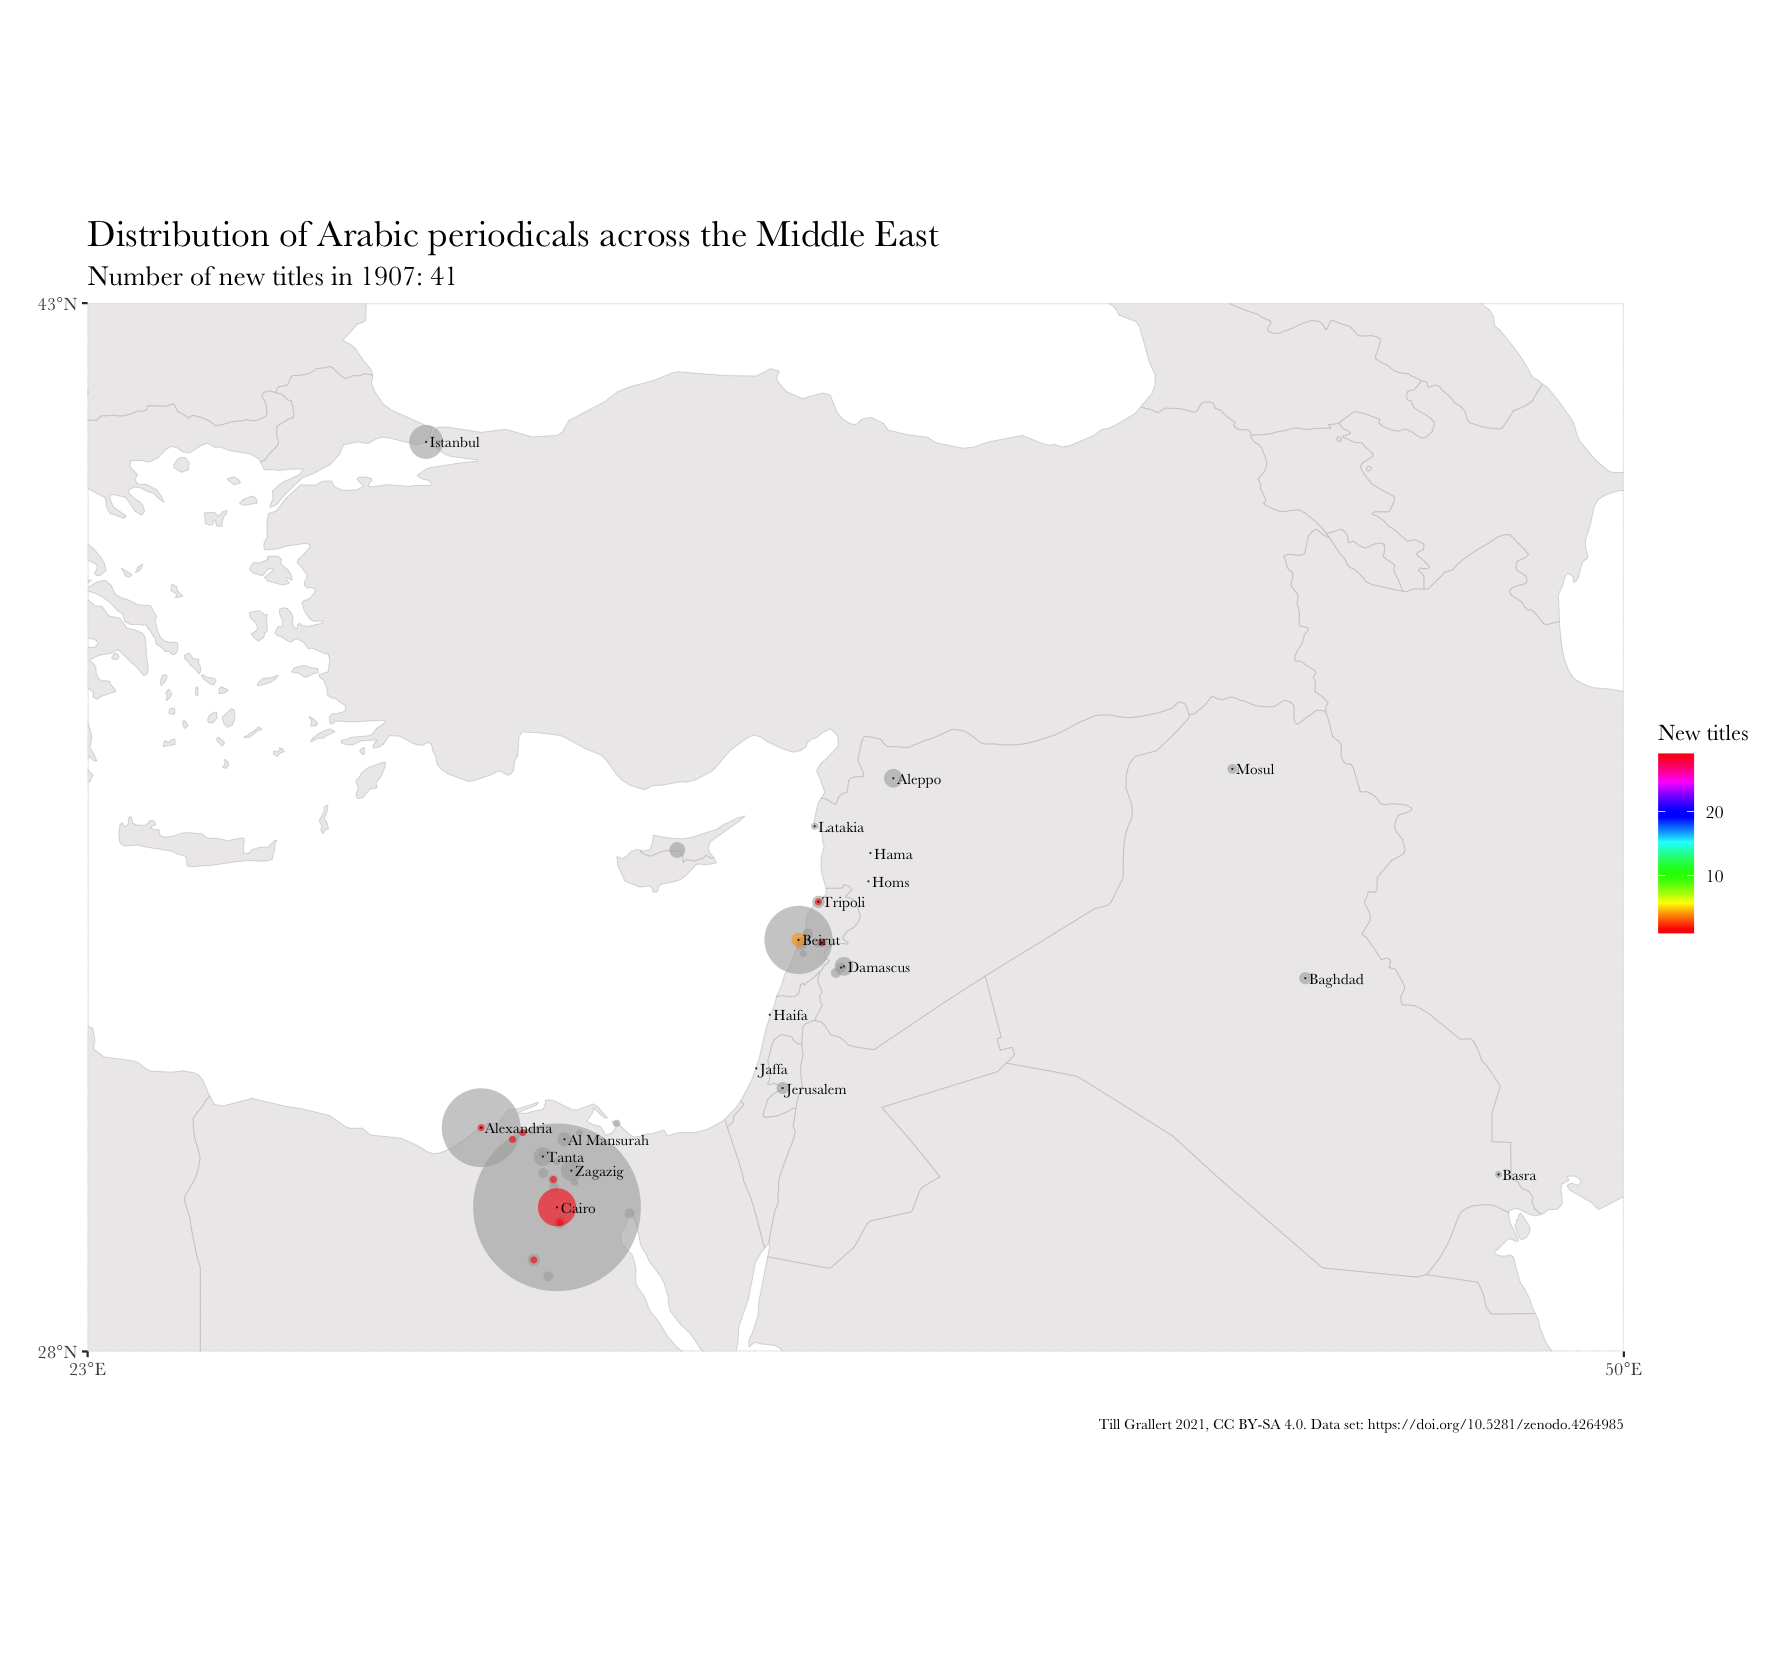 Distribution of Arabic periodicals across the Middle East
Number of new titles in 1907: 41
43°N
Istanbul
New titles
Aleppo
Mosul
20
Latakia
Hama
10
Homs
Tripoli
Beirut
Damascus
Baghdad
Haifa
Jaffa
Jerusalem
Alexandria
Al Mansurah
Tanta
Zagazig
Basra
Cairo
28°N
23°E
50°E
Till Grallert 2021, CC BY-SA 4.0. Data set: https://doi.org/10.5281/zenodo.4264985